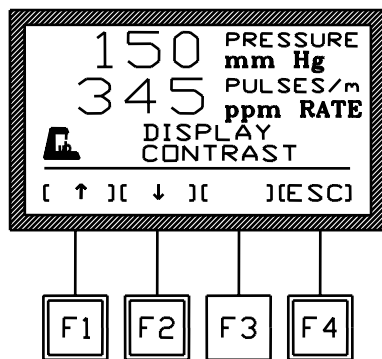 150 PRESSURE
mm Hg
345 PULSES/m
ppm RATE
DISPLAY
CONTRAST
[ ↑ ][ ↓ ][ ][ESC]
F1 F2 F3 F4